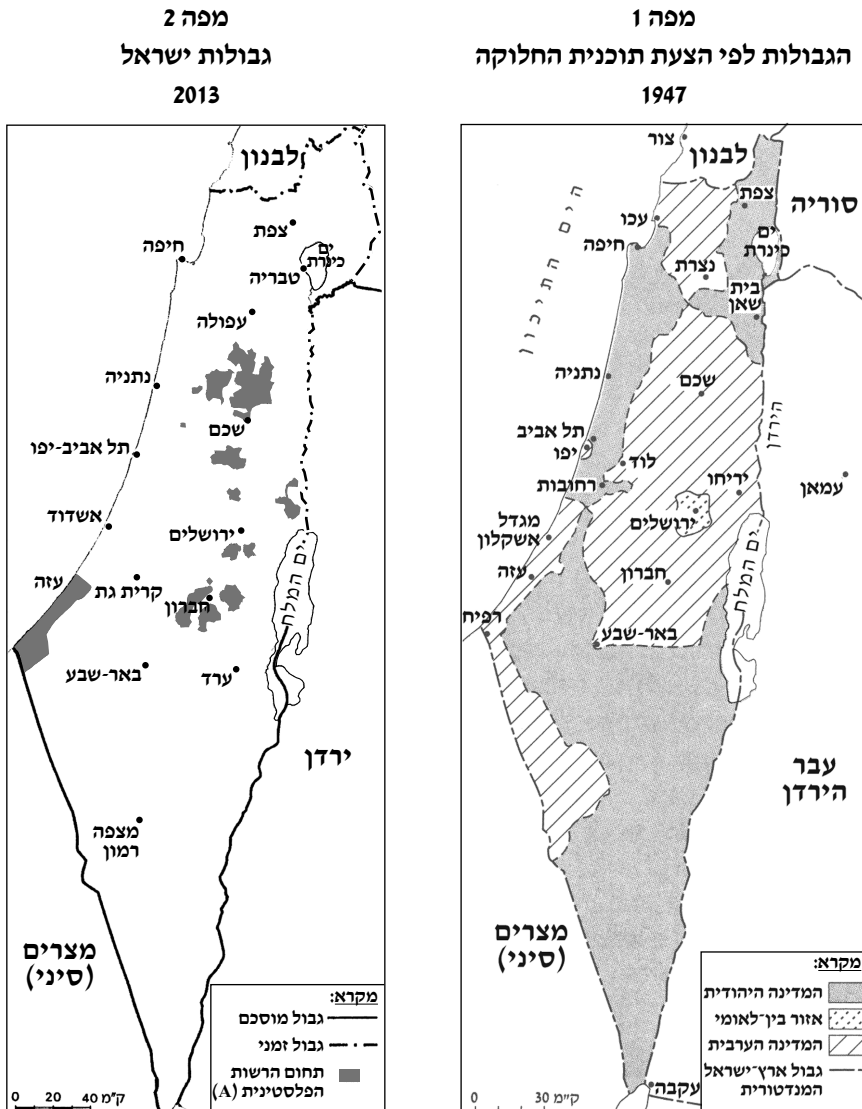 מפה 1
הגבולות לפי הצעת תוכנית החלוקה
1947
צור
לבנון
סוריה
צפת
עכו
ים
כינרת
חיפה
נצרת
בית
שאן
הים התיכון
נתניה
שכם
הירדן
תל אביב
יפו
לוד
עמאן
רחובות
יריחו
ירושלים
מגדל
אשקלון
ים המלח
עזה
חברון
רפיח
באר-שבע
עבר
הירדן
מצרים
(סיני)
מקרא:
המדינה היהודית
אזור בין-לאומי
המדינה הערבית
גבול ארץ-ישראל
המנדטורית
עקבה
0 30 ק"מ
מפה 2
גבולות ישראל
2013
לבנון
צפת
חיפה
ים
כינרת
טבריה
עפולה
נתניה
שכם
תל אביב-יפו
אשדוד
ירושלים
ים המלח
עזה
קרית גת
חברון
באר-שבע
ערד
ירדן
מצפה
רמון
מצרים
(סיני)
מקרא:
גבול מוסכם
גבול זמני
תחום הרשות
הפלסטינית (A)
0 20 40 ק"מ